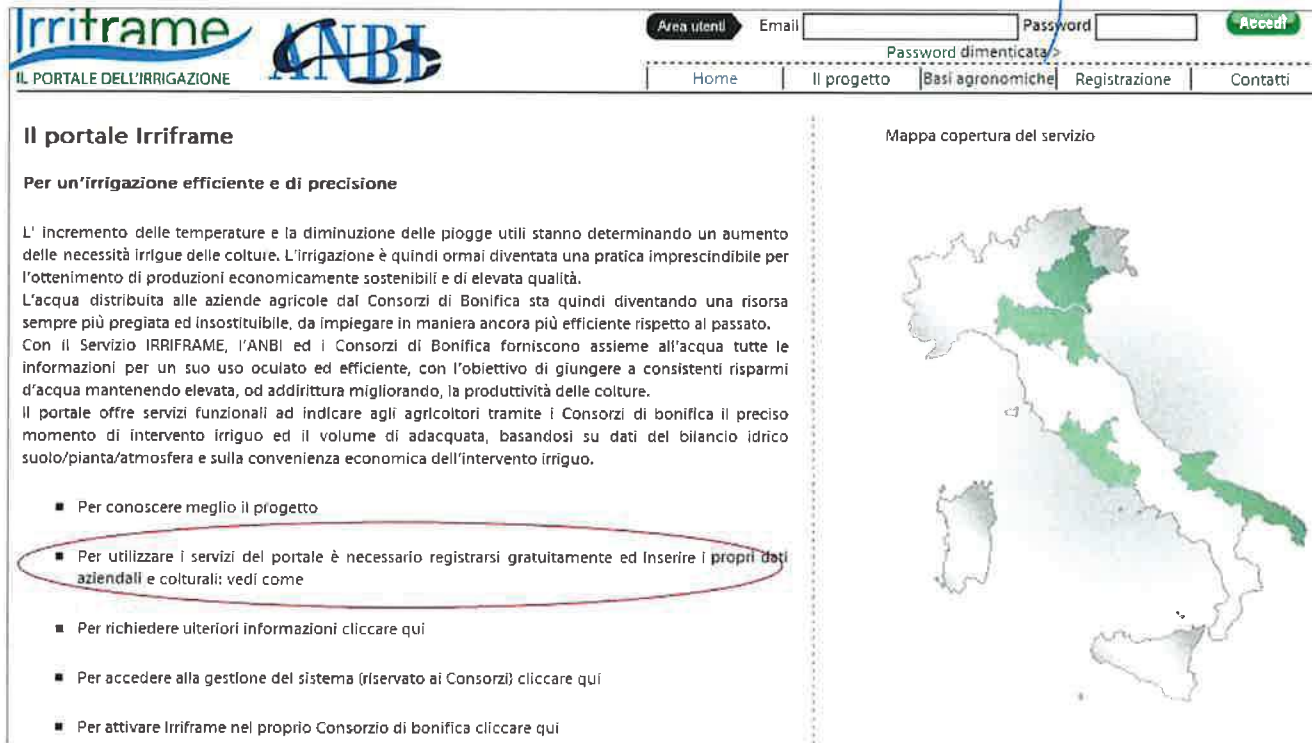 Irriframe
ANBI
IL PORTALE DELL'IRRIGAZIONE
Area utenti Email Password Accedi
Password dimenticata >
Home Il progetto Basi agronomiche Registrazione Contatti
Il portale Irriframe
Per un'irrigazione efficiente e di precisione
L' incremento delle temperature e la diminuzione delle piogge utili stanno determinando un aumento
delle necessità irrigue delle colture. L'irrigazione è quindi ormai diventata una pratica imprescindibile per
l'ottenimento di produzioni economicamente sostenibili e di elevata qualità.
L'acqua distribuita alle aziende agricole dai Consorzi di Bonifica sta quindi diventando una risorsa
sempre più pregiata ed insostituibile, da impiegare in maniera ancora più efficiente rispetto al passato.
Con il Servizio IRRIFRAME, l'ANBI ed i Consorzi di Bonifica forniscono assieme all'acqua tutte le
informazioni per un suo uso oculato ed efficiente, con l'obiettivo di giungere a consistenti risparmi
d'acqua mantenendo elevata, od addirittura migliorando, la produttività delle colture.
Il portale offre servizi funzionali ad indicare agli agricoltori tramite i Consorzi di bonifica il preciso
momento di intervento irriguo ed il volume di adacquata, basandosi su dati del bilancio idrico
suolo/pianta/atmosfera e sulla convenienza economica dell'intervento irriguo.
■ Per conoscere meglio il progetto
■ Per utilizzare i servizi del portale è necessario registrarsi gratuitamente ed inserire i propri dati
aziendali e colturali: vedi come
■ Per richiedere ulteriori informazioni cliccare qui
■ Per accedere alla gestione del sistema (riservato ai Consorzi) cliccare qui
■ Per attivare Irriframe nel proprio Consorzio di bonifica cliccare qui
Mappa copertura del servizio